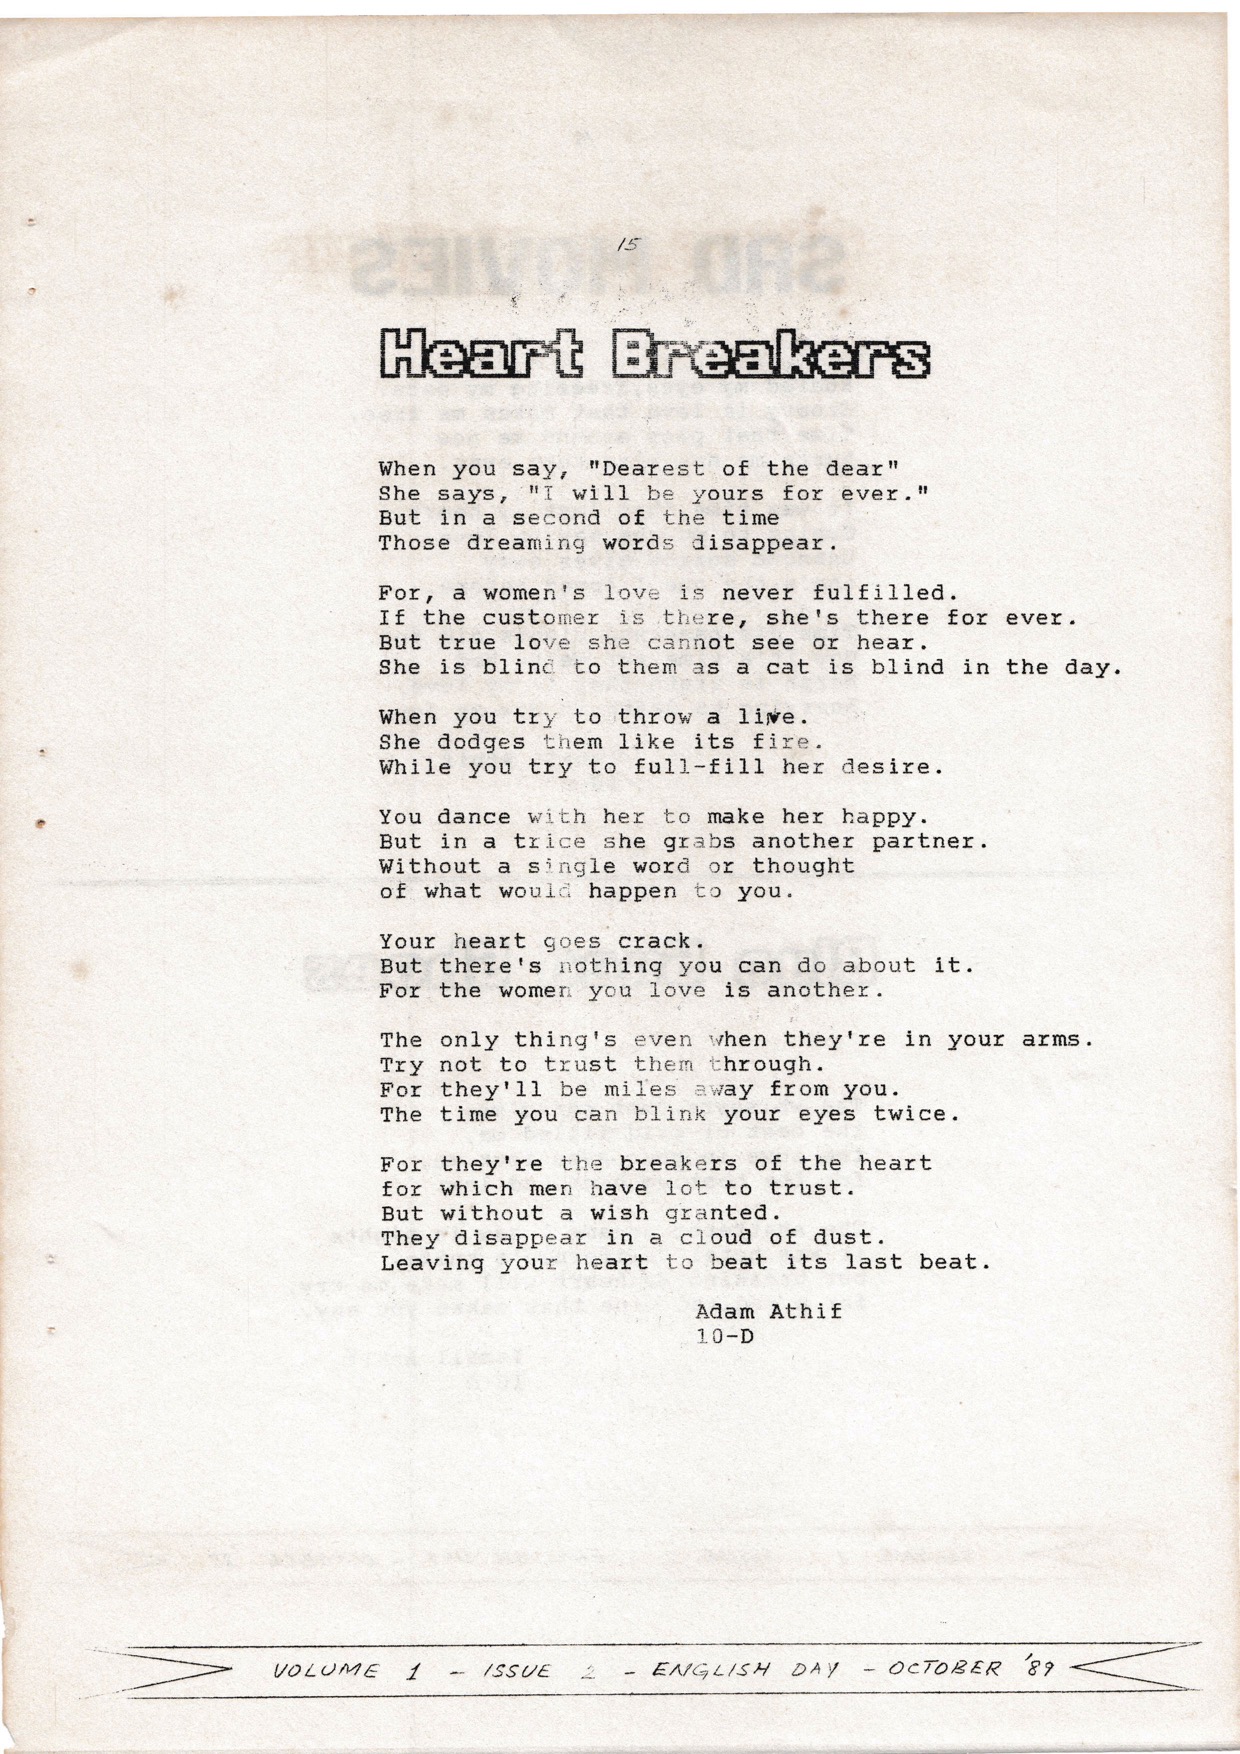 15
Heart Breakers
When you say, "Dearest of the dear"
She says, "I will be yours for ever."
But in a second of the time
Those dreaming words disappear.
For, a women's love is never fulfilled.
If the customer is there, she's there for ever.
But true love she cannot see or hear.
She is blind to them as a cat is blind in the day.
When you try to throw a live.
She dodges them like its fire.
While you try to full-fill her desire.
You dance with her to make her happy.
But in a trice she grabs another partner.
Without a single word or thought
of what would happen to you.
Your heart goes crack.
But there's nothing you can do about it.
For the women you love is another.
The only thing's even when they're in your arms.
Try not to trust them through.
For they'll be miles away from you.
The time you can blink your eyes twice.
For they're the breakers of the heart
for which men have lot to trust.
But without a wish granted.
They disappear in a cloud of dust.
Leaving your heart to beat its last beat.
Adam Athif
10-D
VOLUME 1 - ISSUE 2 - ENGLISH DAY - OCTOBER '89